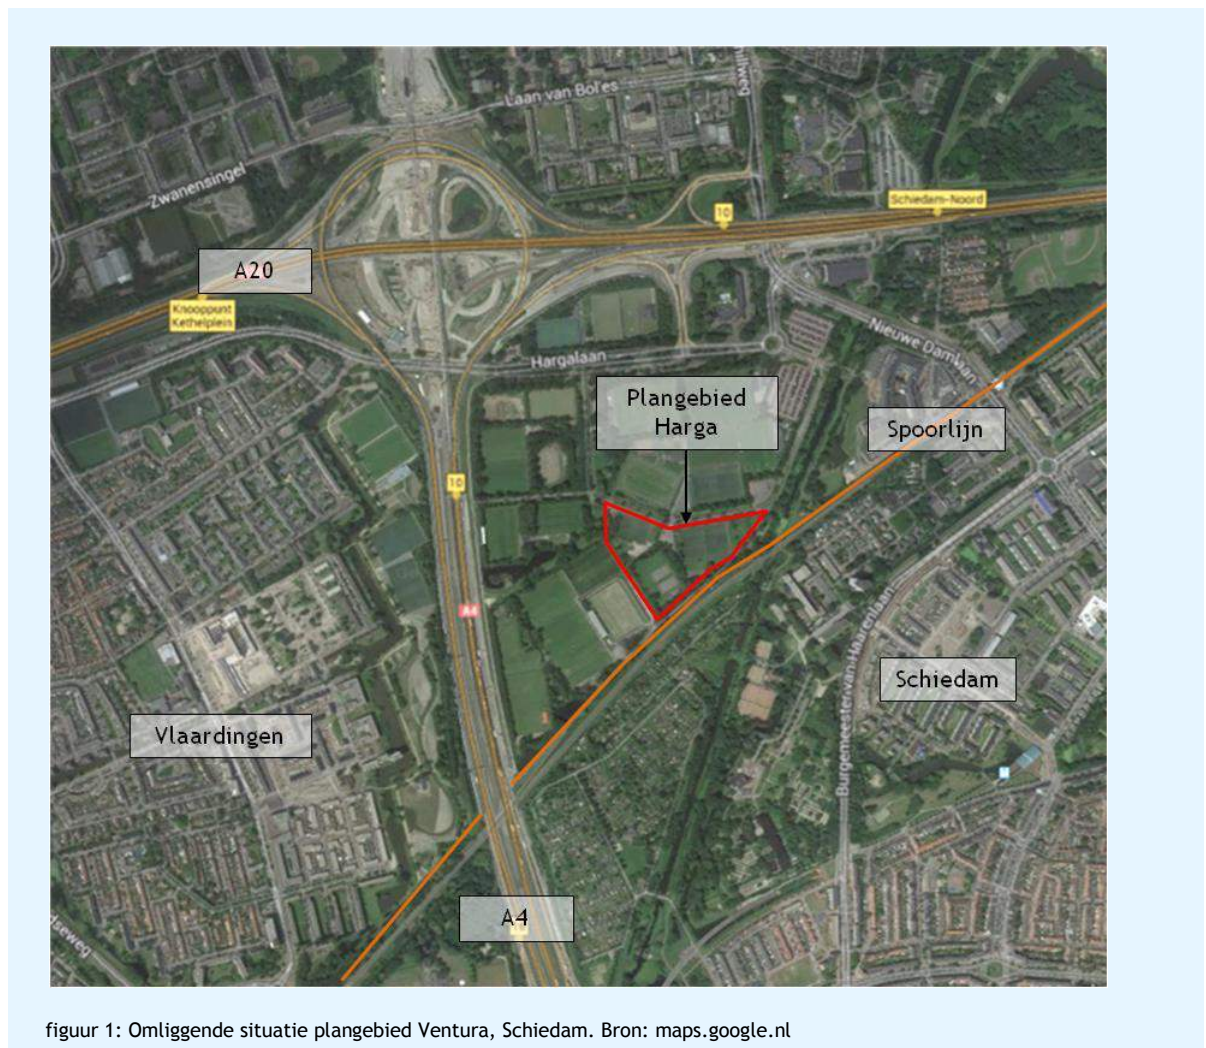 Laan van Bol'es
Zwanensingel
Schiedam-Noord
10
A20
Knooppunt
Kethelplein
Nieuwe Damlaan
Hargalaan
Plangebied
Harga
Spoorlijn
10
A4
Burgemeester van Haarenlaan
Schiedam
Vlaardingen
A4
figuur 1: Omliggende situatie plangebied Ventura, Schiedam. Bron: maps.google.nl